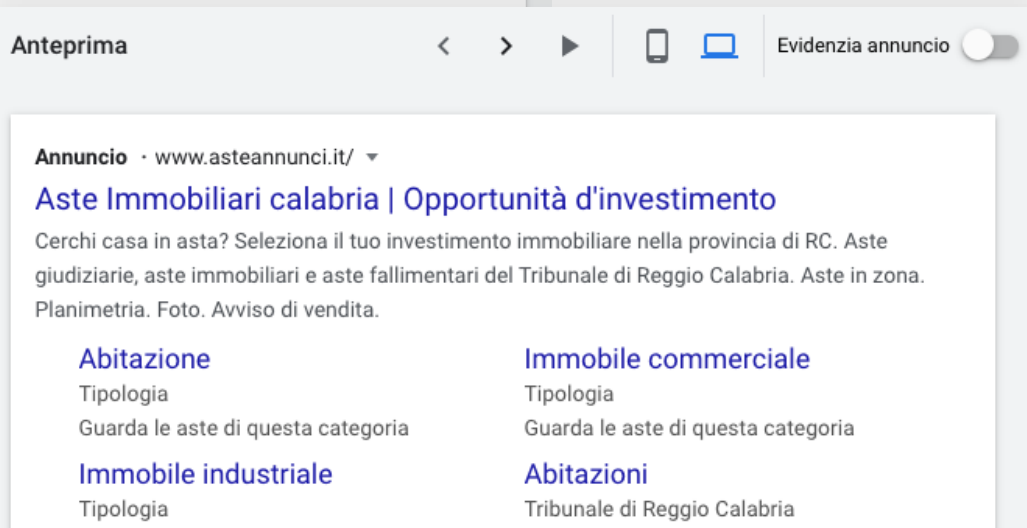 Anteprima
Evidenzia annuncio
Annuncio · www.asteannunci.it/
Aste Immobiliari calabria | Opportunità d'investimento
Cerchi casa in asta? Seleziona il tuo investimento immobiliare nella provincia di RC. Aste
giudiziarie, aste immobiliari e aste fallimentari del Tribunale di Reggio Calabria. Aste in zona.
Planimetria. Foto. Avviso di vendita.
Abitazione
Tipologia
Guarda le aste di questa categoria
Immobile commerciale
Tipologia
Guarda le aste di questa categoria
Immobile industriale
Tipologia
Abitazioni
Tribunale di Reggio Calabria